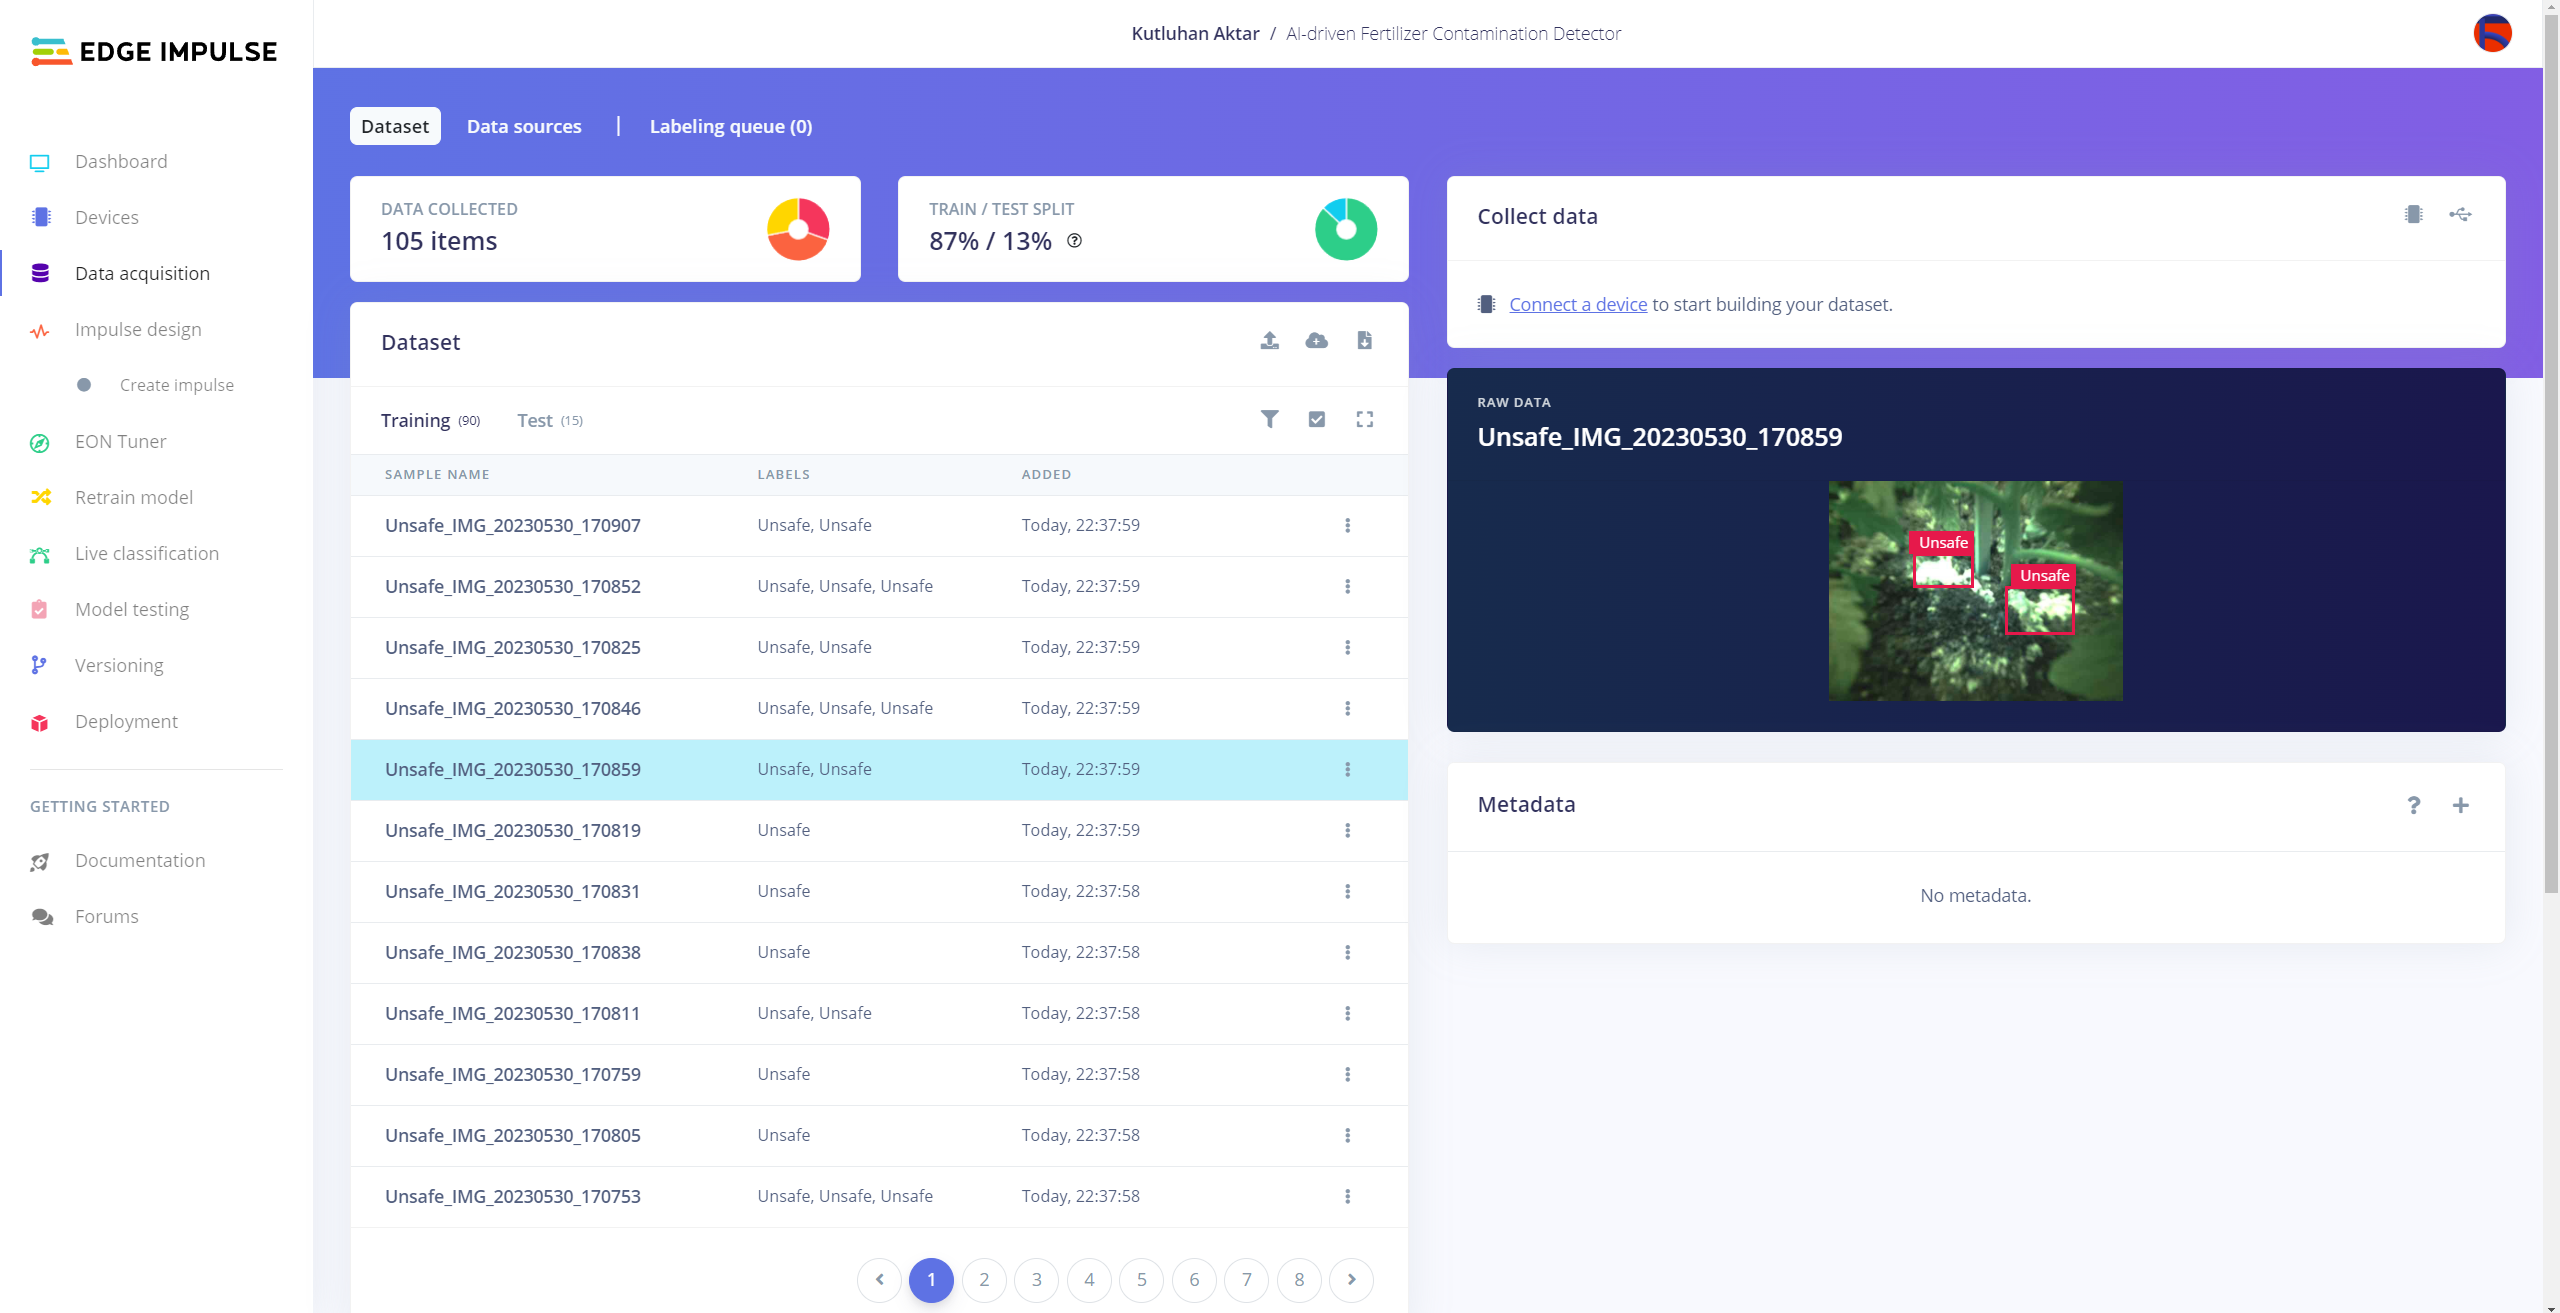 EDGE IMPULSE
Kutluhan Aktar / AI-driven Fertilizer Contamination Detector
Dashboard
Devices
Data acquisition
Impulse design
Create impulse
EON Tuner
Retrain model
Live classification
Model testing
Versioning
Deployment
GETTING STARTED
Documentation
Forums
Dataset Data sources | Labeling queue (0)
DATA COLLECTED
105 items
TRAIN / TEST SPLIT
87% / 13% ?
Dataset
Training (90) Test (15)
SAMPLE NAME LABELS ADDED
Unsafe_IMG_20230530_170907 Unsafe, Unsafe Today, 22:37:59
Unsafe_IMG_20230530_170852 Unsafe, Unsafe, Unsafe Today, 22:37:59
Unsafe_IMG_20230530_170825 Unsafe, Unsafe Today, 22:37:59
Unsafe_IMG_20230530_170846 Unsafe, Unsafe, Unsafe Today, 22:37:59
Unsafe_IMG_20230530_170859 Unsafe, Unsafe Today, 22:37:59
Unsafe_IMG_20230530_170819 Unsafe Today, 22:37:59
Unsafe_IMG_20230530_170831 Unsafe Today, 22:37:58
Unsafe_IMG_20230530_170838 Unsafe Today, 22:37:58
Unsafe_IMG_20230530_170811 Unsafe, Unsafe Today, 22:37:58
Unsafe_IMG_20230530_170759 Unsafe Today, 22:37:58
Unsafe_IMG_20230530_170805 Unsafe Today, 22:37:58
Unsafe_IMG_20230530_170753 Unsafe, Unsafe, Unsafe Today, 22:37:58
1 2 3 4 5 6 7 8
Collect data
Connect a device to start building your dataset.
RAW DATA
Unsafe_IMG_20230530_170859
Unsafe
Unsafe
Metadata
?
No metadata.